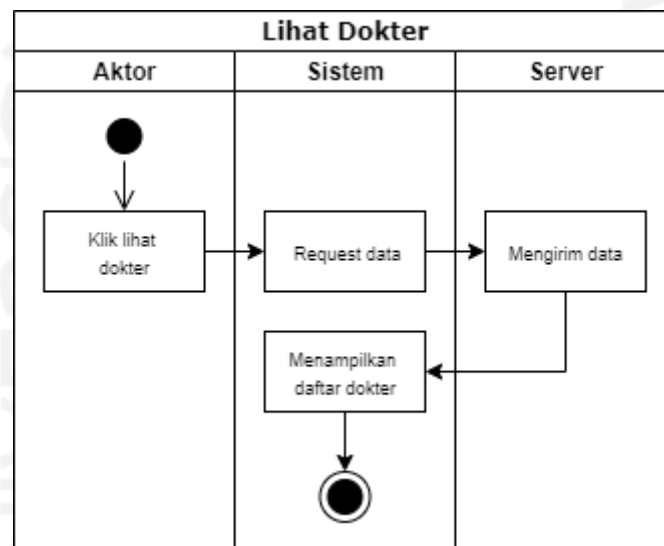 Lihat Dokter
Aktor
Sistem
Server
Klik lihat
dokter
Request data
Mengirim data
Menampilkan
daftar dokter